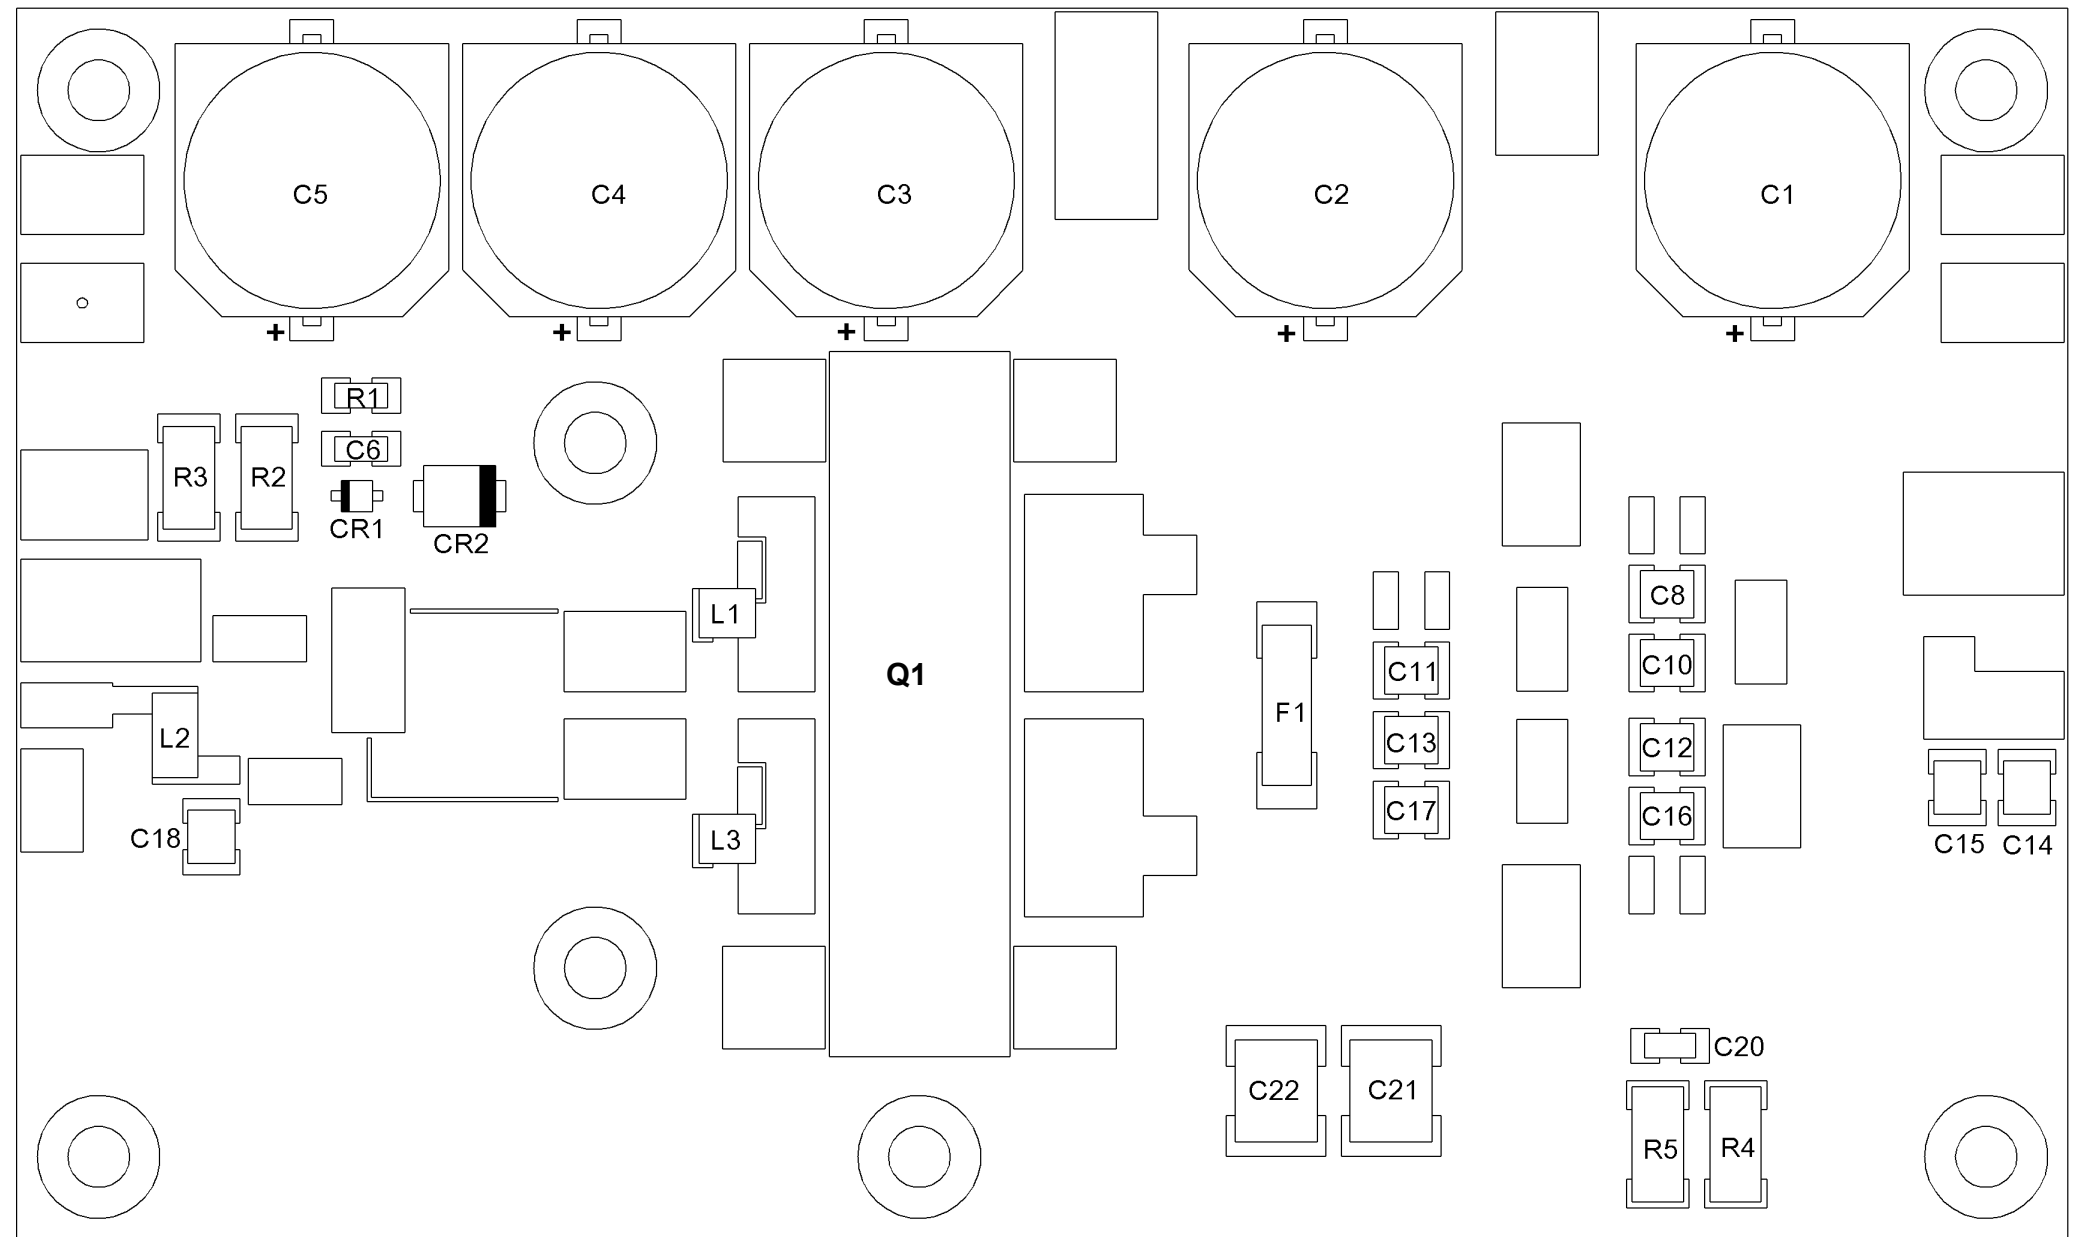 C5 C4 C3 C2 C1
+ + + + +
R1
C6
R3 R2
CR1
CR2
C8
L1
C10
C11
Q1
F1
L2
C13
C12
C17
C16
C18
L3
C15 C14
C20
C22 C21
R5 R4